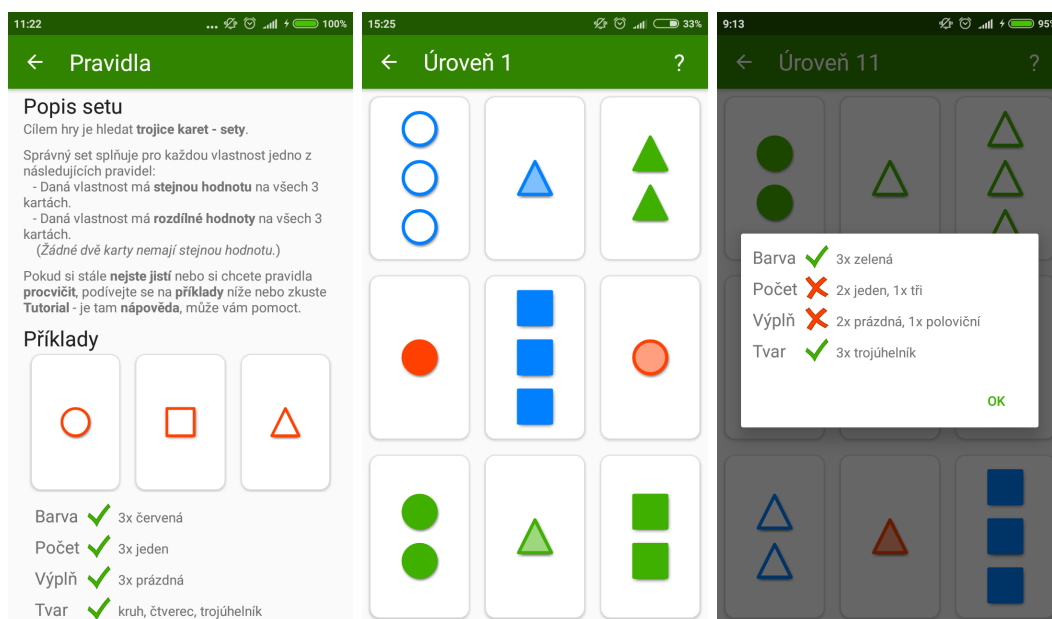 11:22
... 100%
Pravidla
Popis setu
Cílem hry je hledat trojice karet - sety.
Správný set splňuje pro každou vlastnost jedno z
následujících pravidel:
- Daná vlastnost má stejnou hodnotu na všech 3
kartách.
- Daná vlastnost má rozdílné hodnoty na všech 3
kartách.
(Žádné dvě karty nemají stejnou hodnotu.)
Pokud si stále nejste jistí nebo si chcete pravidla
procvičit, podívejte se na příklady níže nebo zkuste
Tutorial - je tam nápověda, může vám pomoct.
Příklady
Barva 3x červená
Počet 3x jeden
Výplň 3x prázdná
Tvar kruh, čtverec, trojúhelník
15:25
33%
Úroveň 1
?
9:13
95%
Úroveň 11
?
Barva 3x zelená
Počet 2x jeden, 1x tři
Výplň 2x prázdná, 1x poloviční
Tvar 3x trojúhelník
OK